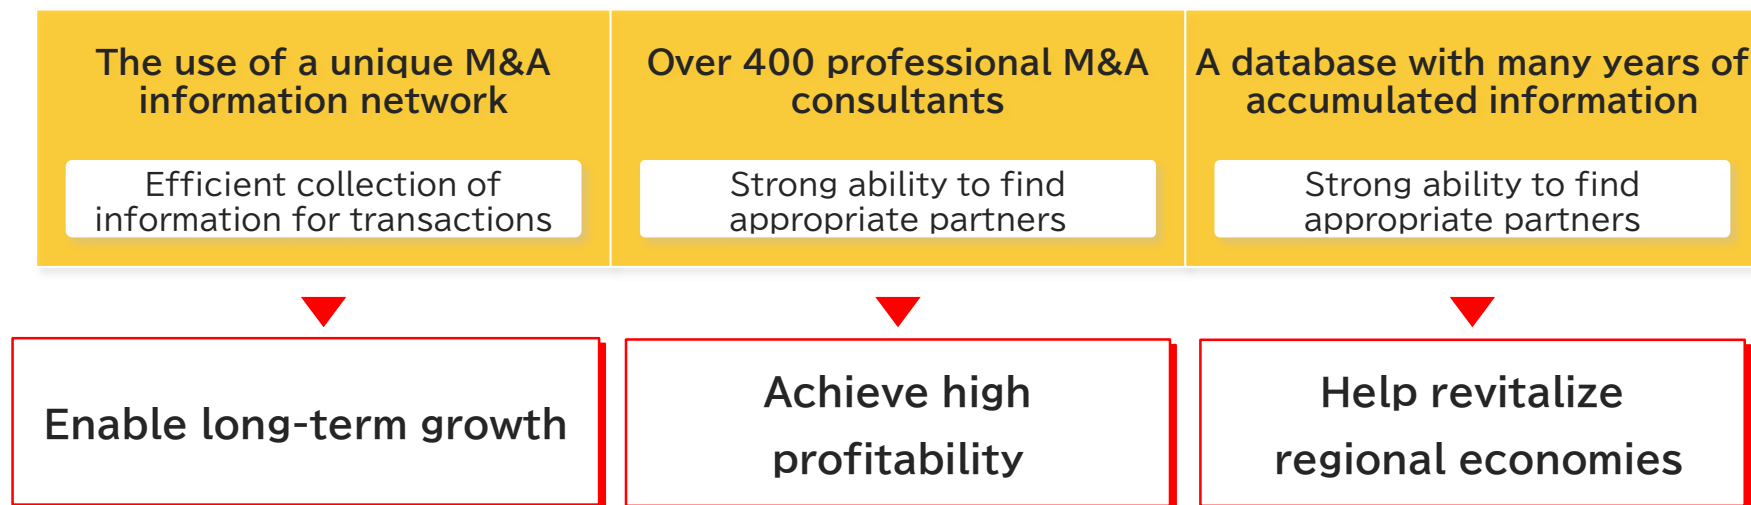 The use of a unique M&A
information network
Efficient collection of
information for transactions
Over 400 professional M&A
consultants
Strong ability to find
appropriate partners
A database with many years of
accumulated information
Strong ability to find
appropriate partners
Enable long-term growth
Achieve high
profitability
Help revitalize
regional economies